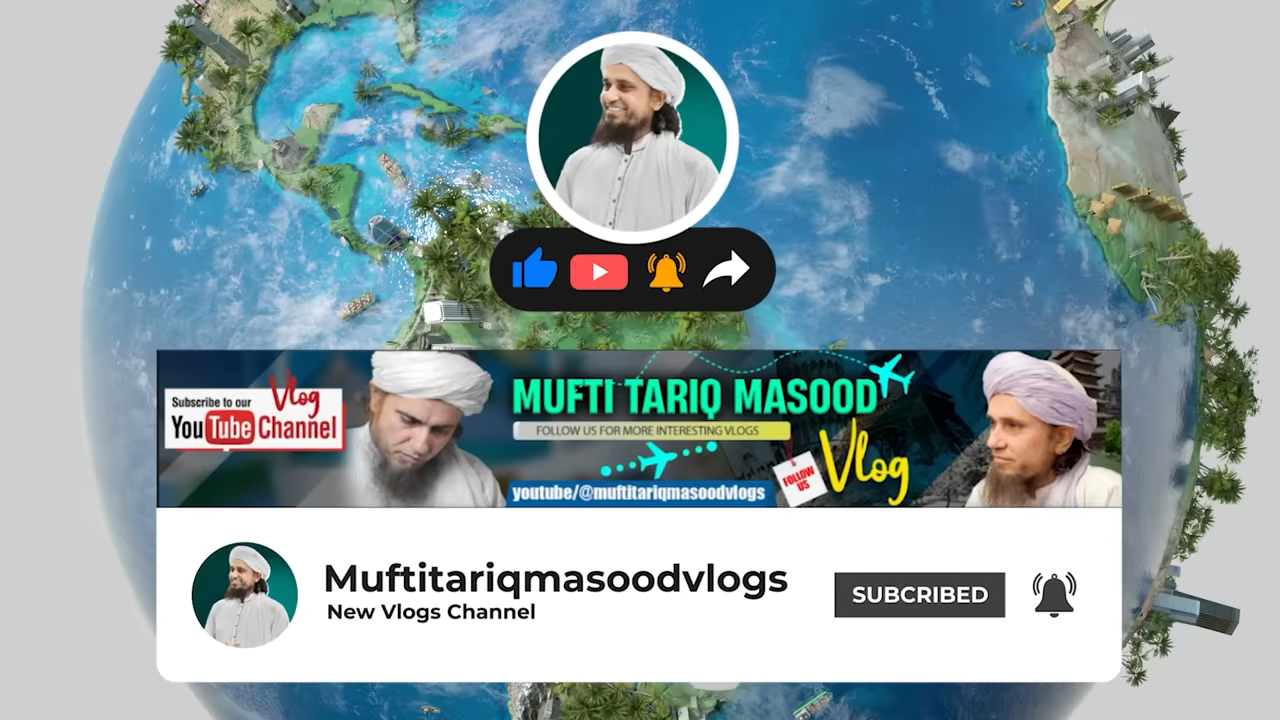 Subscribe to our
Vlog
YouTube Channel
MUFTI TARIQ MASOOD
FOLLOW US FOR MORE INTERESTING VLOGS
FOLLOW
US
Vlog
youtube/@muftitariqmasoodvlogs
Muftitariqmasoodvlogs
New Vlogs Channel
SUBCRIBED